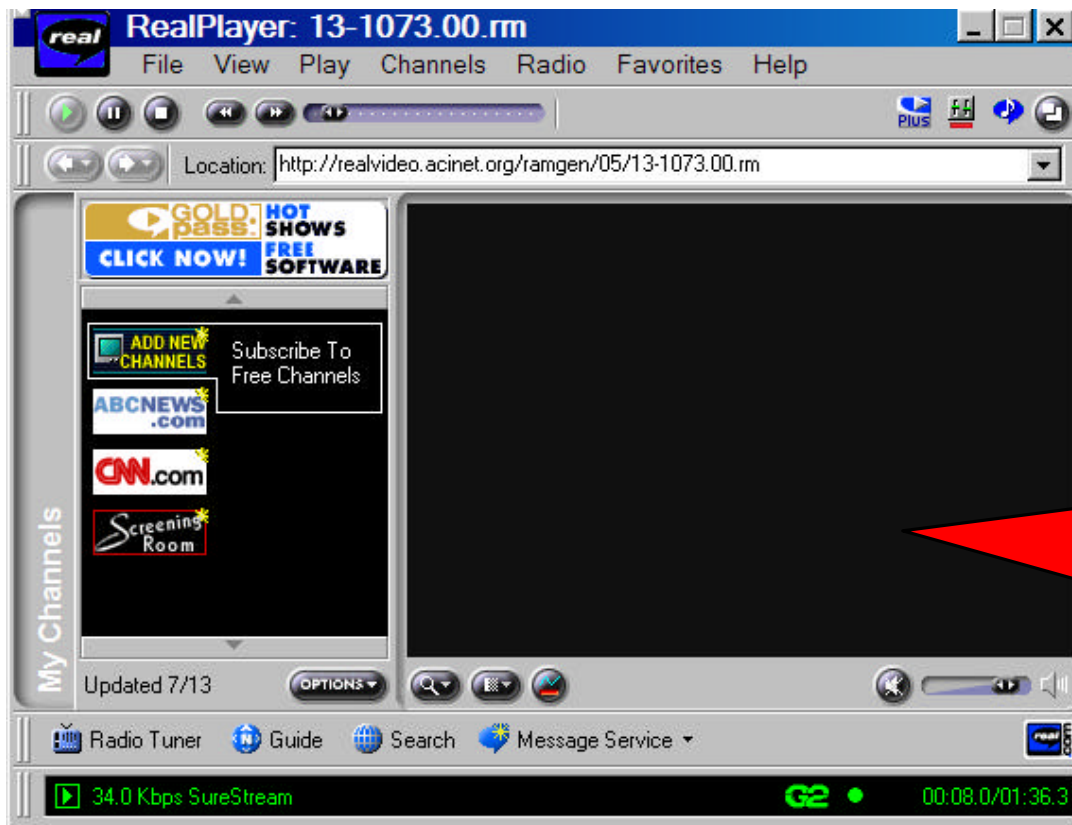 real RealPlayer: 13-1073.00.rm
File View Play Channels Radio Favorites Help
PLUS
Location: http://realvideo.acinet.org/ramgen/05/13-1073.00.rm
GOLD pass. HOT
SHOWS
CLICK NOW! FREE
SOFTWARE
ADD NEW
CHANNELS
Subscribe To
Free Channels
ABCNEWS
.com
CNN.com
Screening
Room
My Channels
Updated 7/13 OPTIONS
Radio Tuner Guide Search Message Service real
34.0 Kbps SureStream G2 00:08.0/01:36.3